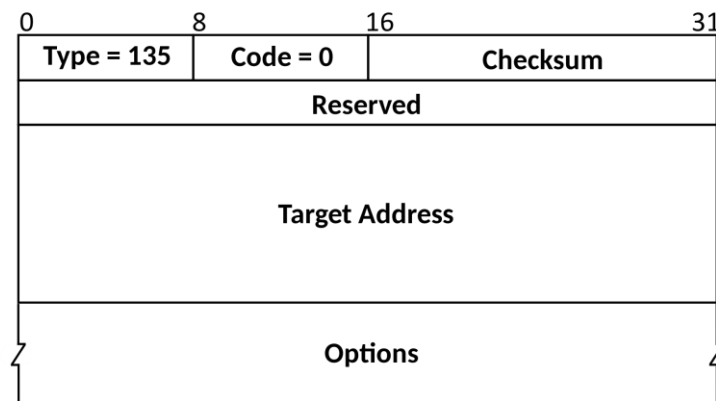 0 8 16 31
Type = 135 Code = 0 Checksum
Reserved
Target Address
Options